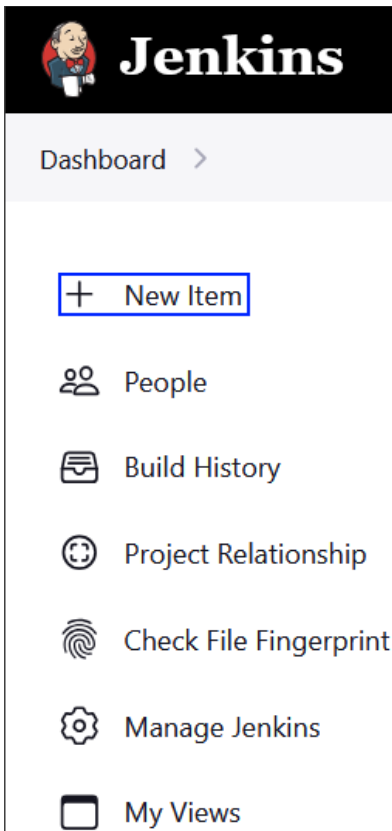 Jenkins
Dashboard >
New Item
People
Build History
Project Relationship
Check File Fingerprint
Manage Jenkins
My Views